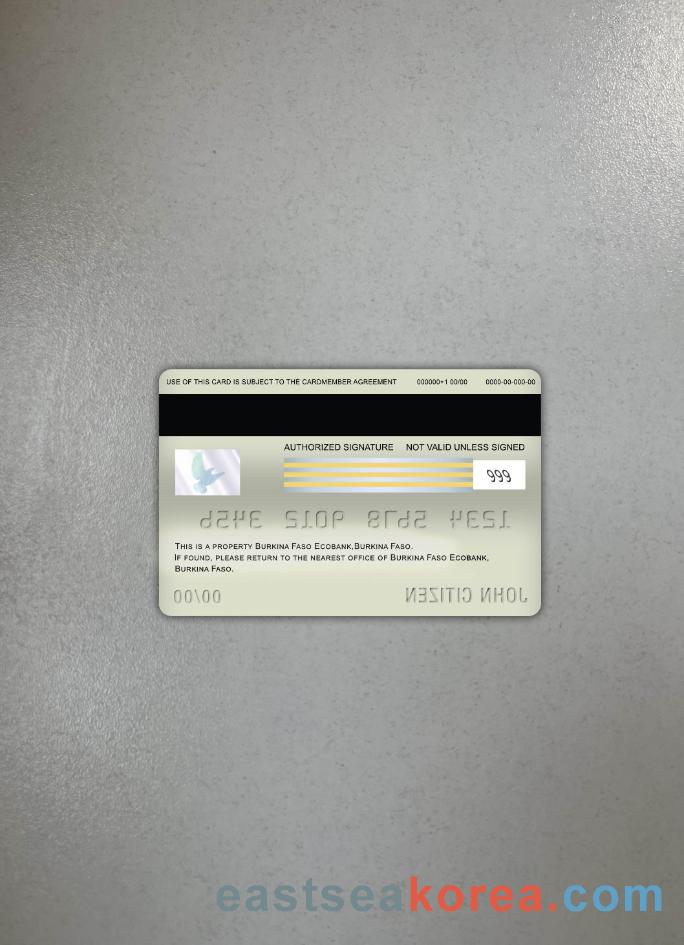 USE OF THIS CARD IS SUBJECT TO THE CARDMEMBER AGREEMENT 000000+1 00/00 0000-00-000-00
AUTHORIZED SIGNATURE NOT VALID UNLESS SIGNED
999
1234 5678 9012 3456
THIS IS A PROPERTY BURKINA FASO ECOBANK,BURKINA FASO.
IF FOUND, PLEASE RETURN TO THE NEAREST OFFICE OF BURKINA FASO ECOBANK,
BURKINA FASO.
00/00 JOHN CITIZEN
eastseakorea.com